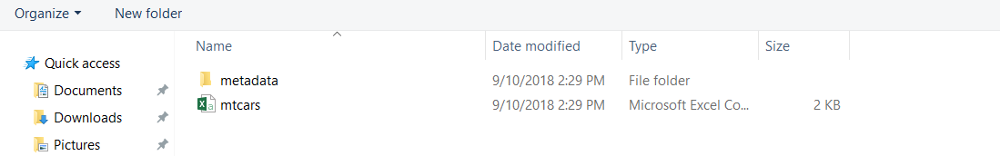 Organize New folder
Name Date modified Type Size
Quick access
metadata 9/10/2018 2:29 PM File folder
Documents
mtcars 9/10/2018 2:29 PM Microsoft Excel Co... 2 KB
Downloads
Pictures